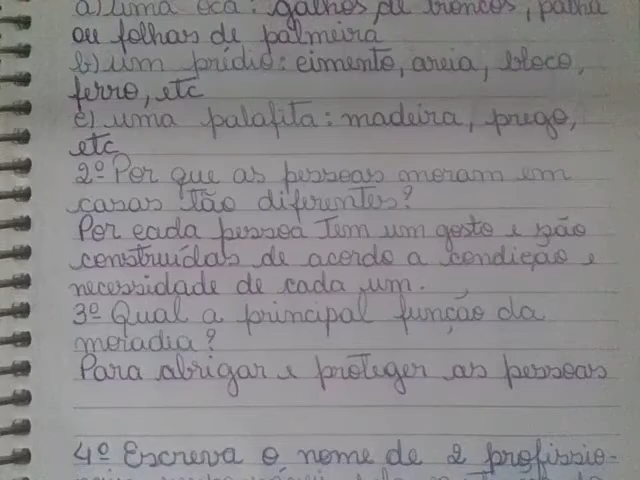 a) uma oca: galhos, de troncos, palha
ou folhas de palmeira
b) um prédio: cimento, areia, bloco,
ferro, etc
c) uma palafita: madeira, prego,
etc
2º Por que as pessoas moram em
casas tão diferentes?
Por cada pessoa tem um gosto e são
construídas de acordo a condição e
necessidade de cada um.
3º Qual a principal função da
moradia?
Para abrigar e proteger as pessoas
4º Escreva o nome de 2 profissio-